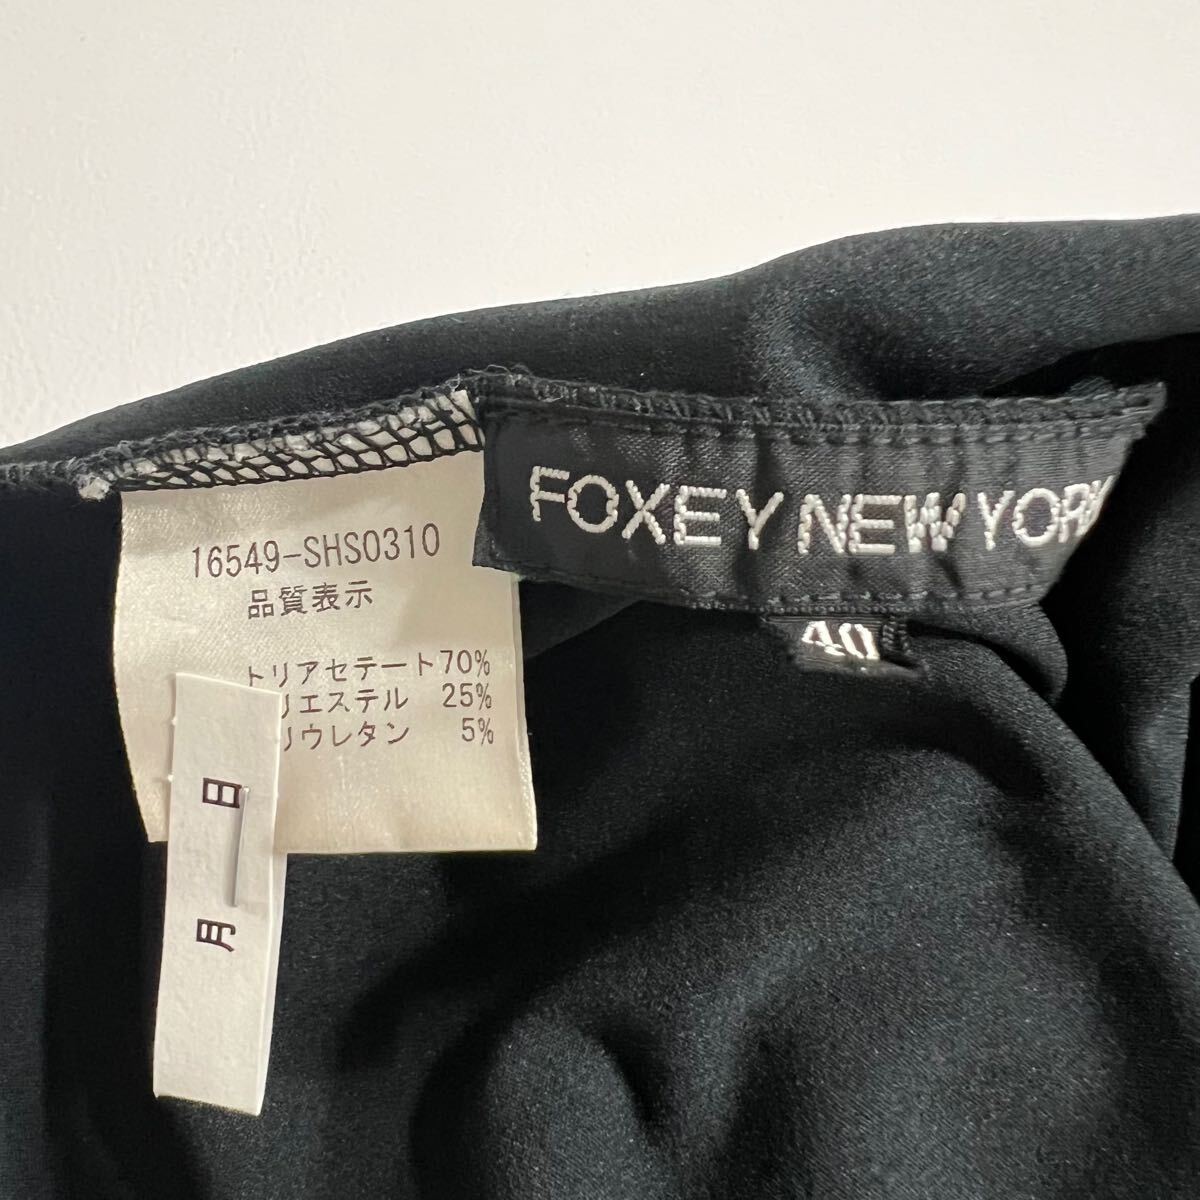 FOXEY NEW YORK
40
16549-SHS0310
品質表示
トリアセテート70%
リエステル 25%
リウレタン 5%
月 日